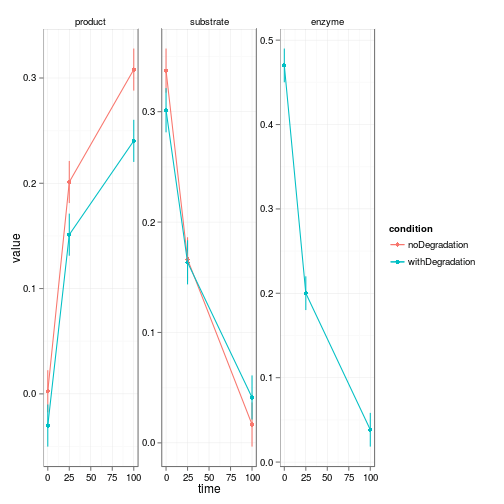 product substrate enzyme
value
0.3
0.2
0.1
0.0
0.3
0.2
0.1
0.0
0.5
0.4
0.3
0.2
0.1
0.0
0 25 50 75 100 0 25 50 75 100 0 25 50 75 100
time
condition
noDegradation
withDegradation